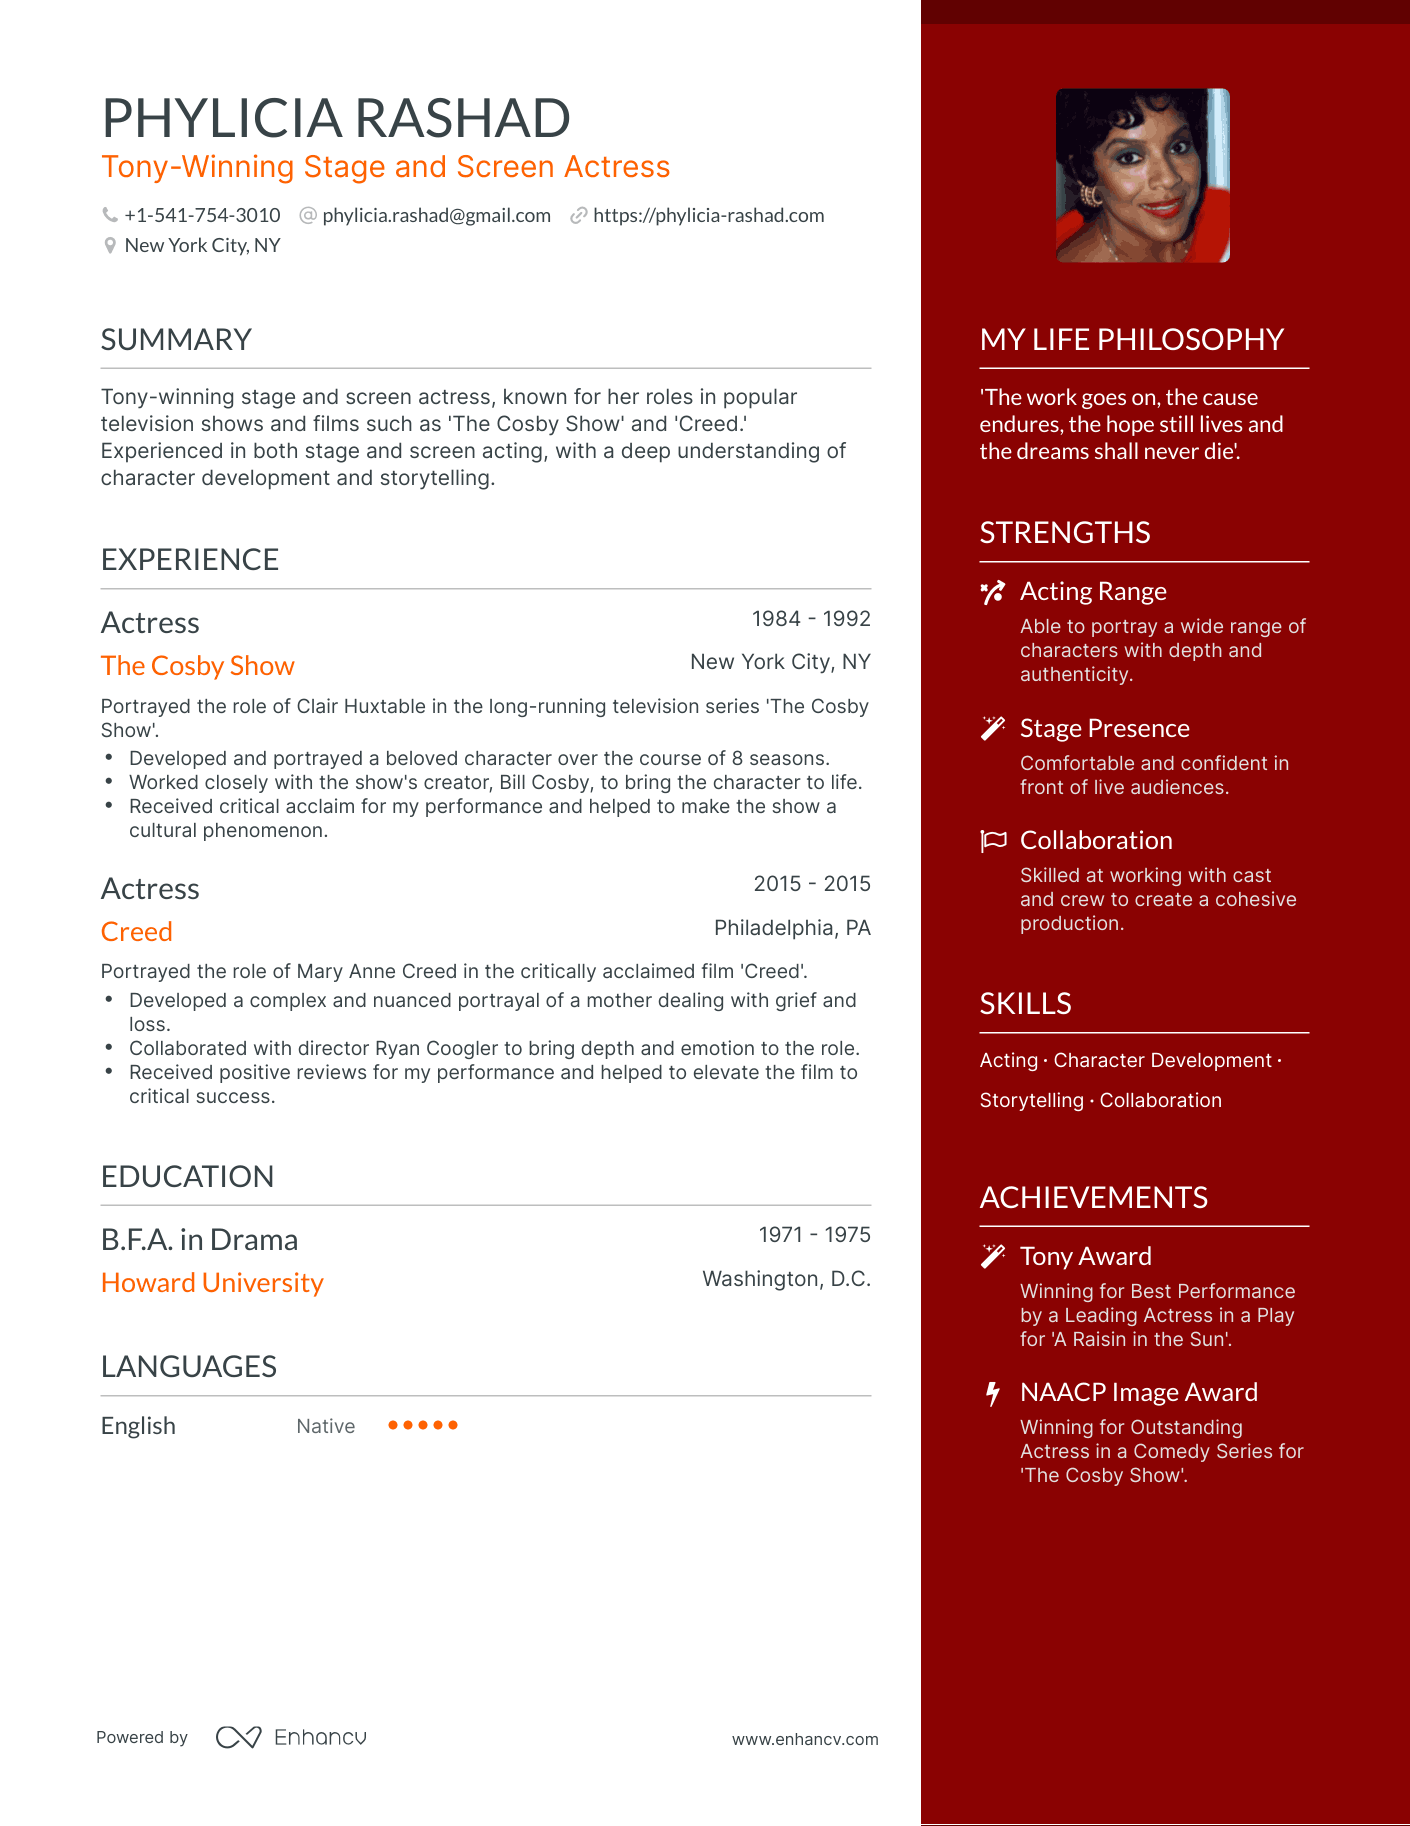 PHYLICIA RASHAD
Tony-Winning Stage and Screen Actress
+1-541-754-3010 phylicia.rashad@gmail.com https://phylicia-rashad.com
New York City, NY
SUMMARY
Tony-winning stage and screen actress, known for her roles in popular
television shows and films such as 'The Cosby Show' and 'Creed.'
Experienced in both stage and screen acting, with a deep understanding of
character development and storytelling.
EXPERIENCE
Actress 1984 - 1992
The Cosby Show New York City, NY
Portrayed the role of Clair Huxtable in the long-running television series 'The Cosby
Show'.
• Developed and portrayed a beloved character over the course of 8 seasons.
• Worked closely with the show's creator, Bill Cosby, to bring the character to life.
• Received critical acclaim for my performance and helped to make the show a
cultural phenomenon.
Actress 2015 - 2015
Creed Philadelphia, PA
Portrayed the role of Mary Anne Creed in the critically acclaimed film 'Creed'.
• Developed a complex and nuanced portrayal of a mother dealing with grief and
loss.
• Collaborated with director Ryan Coogler to bring depth and emotion to the role.
• Received positive reviews for my performance and helped to elevate the film to
critical success.
EDUCATION
B.F.A. in Drama 1971 - 1975
Howard University Washington, D.C.
LANGUAGES
English Native
Powered by Enhancv www.enhancv.com
MY LIFE PHILOSOPHY
'The work goes on, the cause
endures, the hope still lives and
the dreams shall never die'.
STRENGTHS
Acting Range
Able to portray a wide range of
characters with depth and
authenticity.
Stage Presence
Comfortable and confident in
front of live audiences.
Collaboration
Skilled at working with cast
and crew to create a cohesive
production.
SKILLS
Acting · Character Development ·
Storytelling · Collaboration
ACHIEVEMENTS
Tony Award
Winning for Best Performance
by a Leading Actress in a Play
for 'A Raisin in the Sun'.
NAACP Image Award
Winning for Outstanding
Actress in a Comedy Series for
'The Cosby Show'.